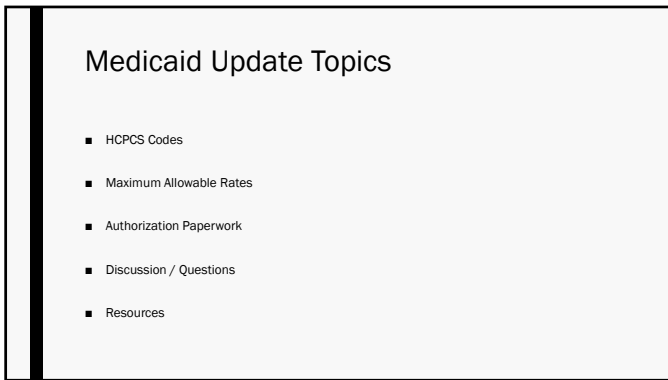 Medicaid Update Topics
■ HCPCS Codes
■ Maximum Allowable Rates
■ Authorization Paperwork
■ Discussion / Questions
■ Resources